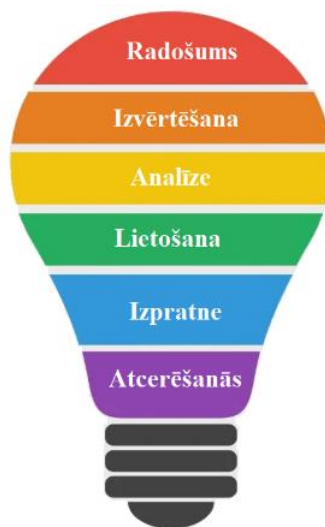 Radošums
Izvērtēšana
Analīze
Lietošana
Izpratne
Atcerēšanās